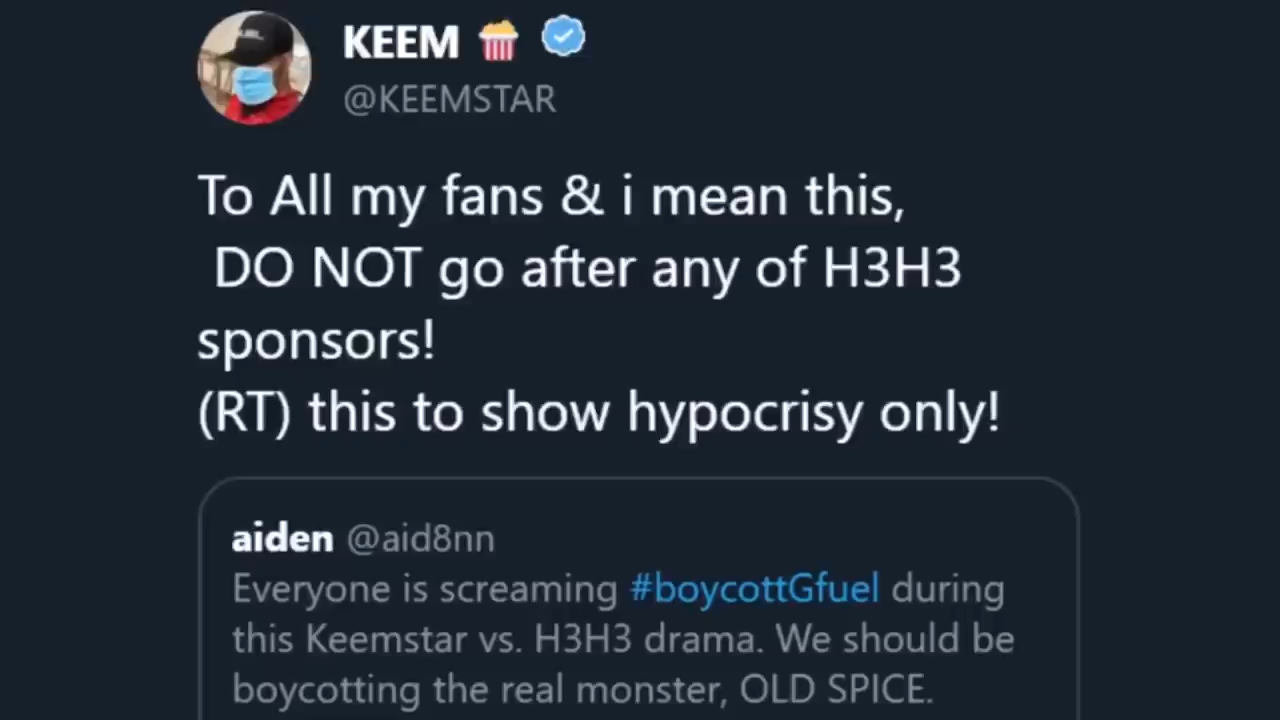 KEEM 🍿
@KEEMSTAR
To All my fans & i mean this,
DO NOT go after any of H3H3
sponsors!
(RT) this to show hypocrisy only!
aiden @aid8nn
Everyone is screaming #boycottGfuel during
this Keemstar vs. H3H3 drama. We should be
boycotting the real monster, OLD SPICE.